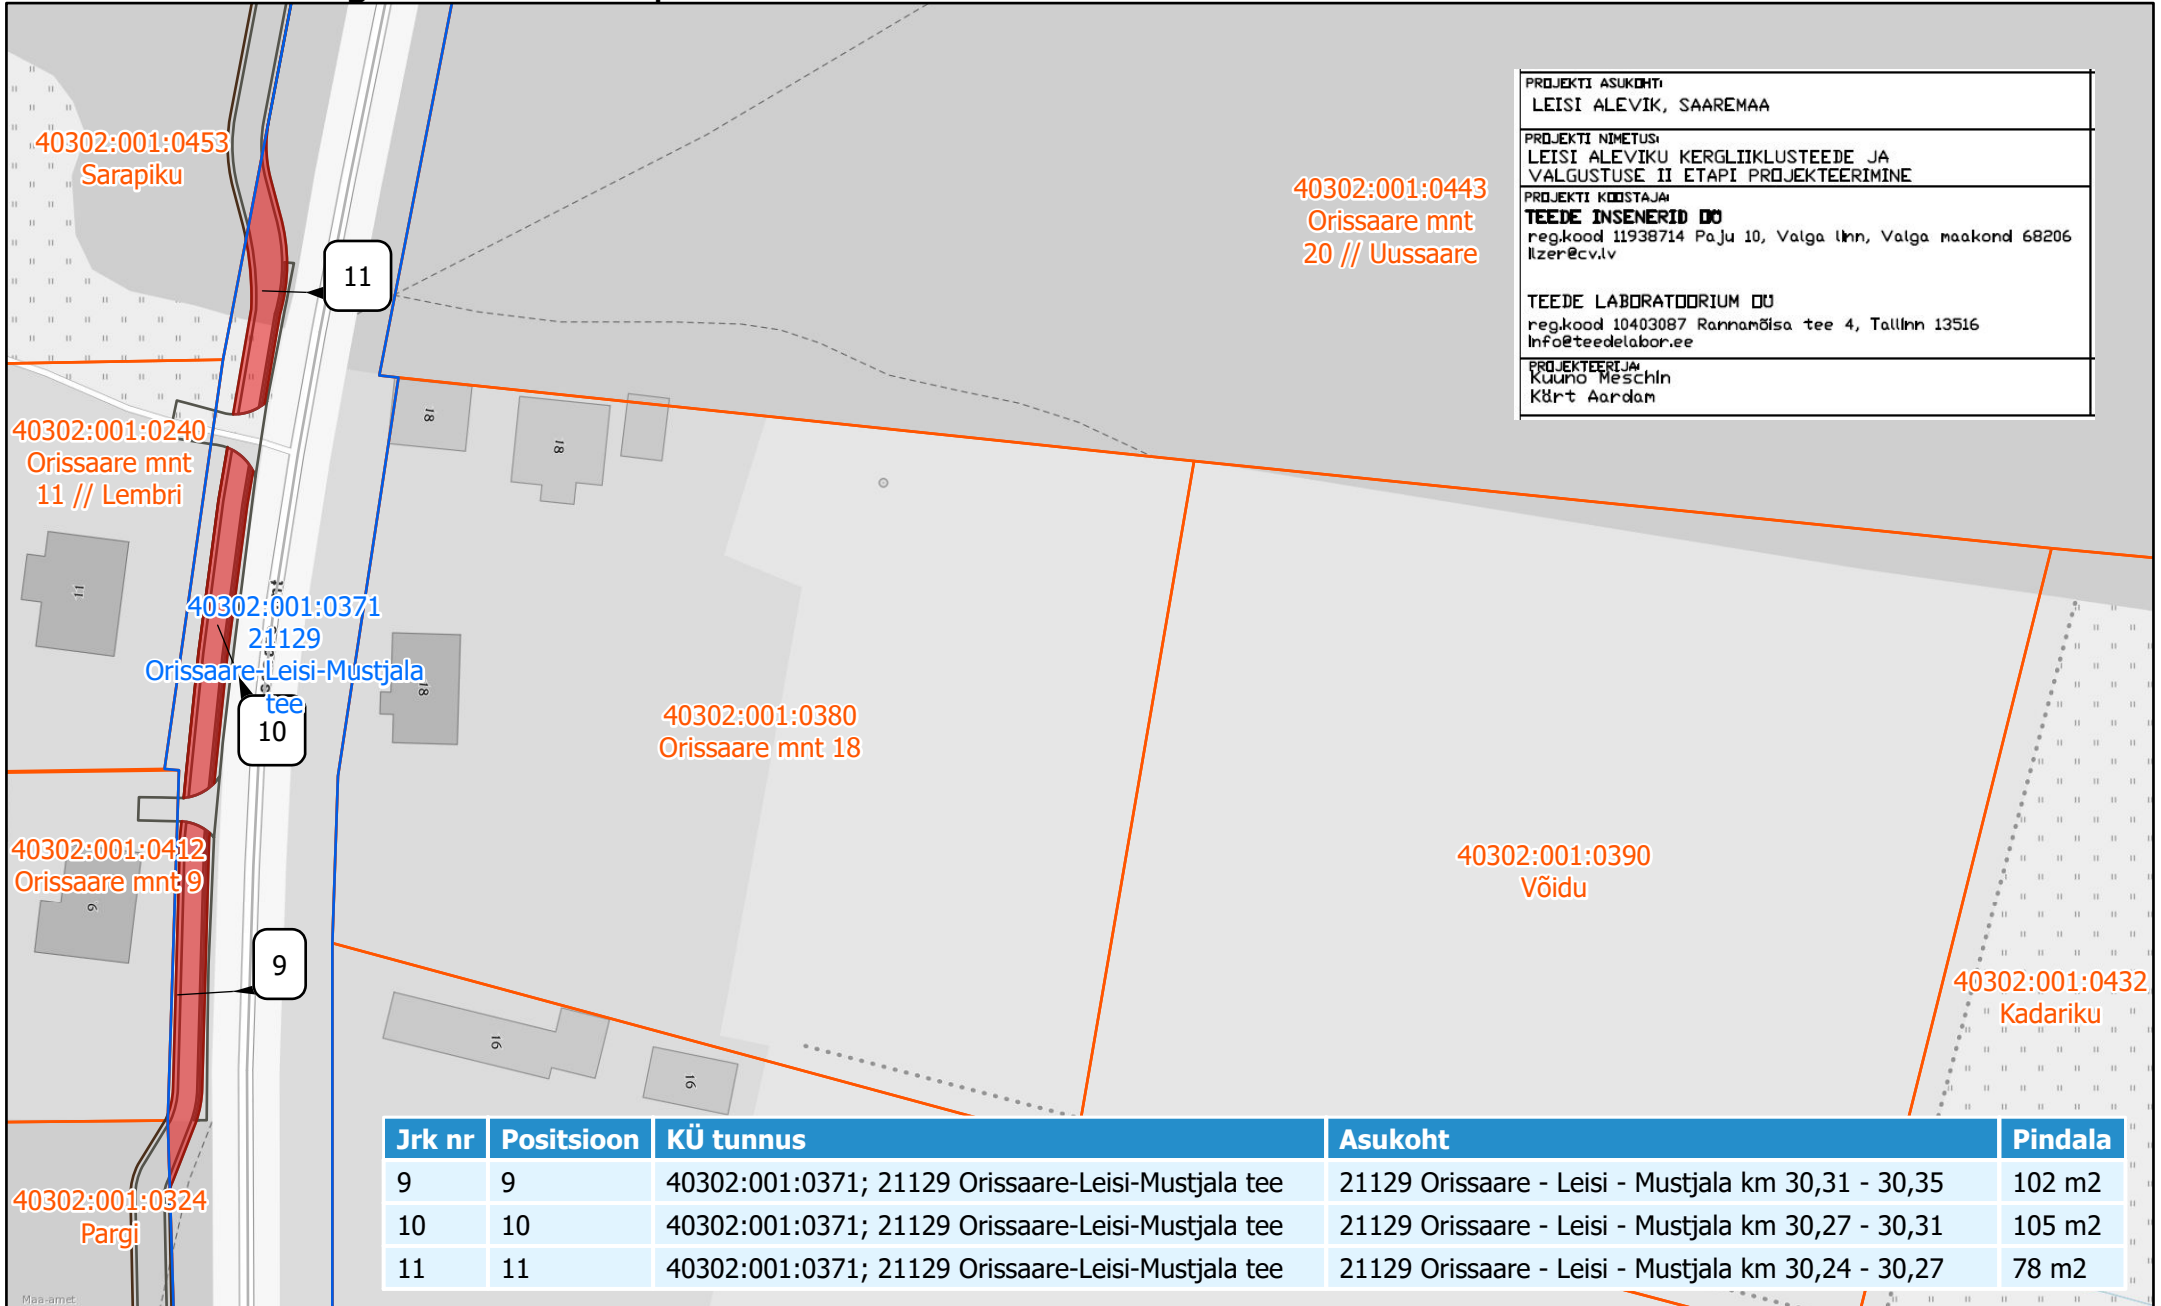 PROJEKTI ASUKOHT:
LEISI ALEVIK, SAAREMAA
PROJEKTI NIMETUS:
LEISI ALEVIKU KERGLIIKLUSTEEDE JA
VALGUSTUSE II ETAPI PROJEKTEERIMINE
PROJEKTI KOOSTAJA:
TEEDE INSENERID OÜ
reg.kood 11938714 Paju 10, Valga linn, Valga maakond 68206
ilzer@cv.lv
TEEDE LABORATOORIUM OÜ
reg.kood 10403087 Rannamõisa tee 4, Tallinn 13516
info@teedelabor.ee
PROJEKTEERIJA:
Kuuno Meschin
Kärt Aardam
40302:001:0453
Sarapiku
40302:001:0443
Orissaare mnt
20 // Uussaare
11
18
18
40302:001:0240
Orissaare mnt
11 // Lembri
11
40302:001:0371
21129
Orissaare-Leisi-Mustjala
tee
10
18
40302:001:0380
Orissaare mnt 18
40302:001:0412
Orissaare mnt 9
9
9
40302:001:0390
Võidu
40302:001:0432
Kadariku
16
16
40302:001:0324
Pargi
Jrk nr Positsioon KÜ tunnus Asukoht Pindala
9 9 40302:001:0371; 21129 Orissaare-Leisi-Mustjala tee 21129 Orissaare - Leisi - Mustjala km 30,31 - 30,35 102 m2
10 10 40302:001:0371; 21129 Orissaare-Leisi-Mustjala tee 21129 Orissaare - Leisi - Mustjala km 30,27 - 30,31 105 m2
11 11 40302:001:0371; 21129 Orissaare-Leisi-Mustjala tee 21129 Orissaare - Leisi - Mustjala km 30,24 - 30,27 78 m2
Maa-amet